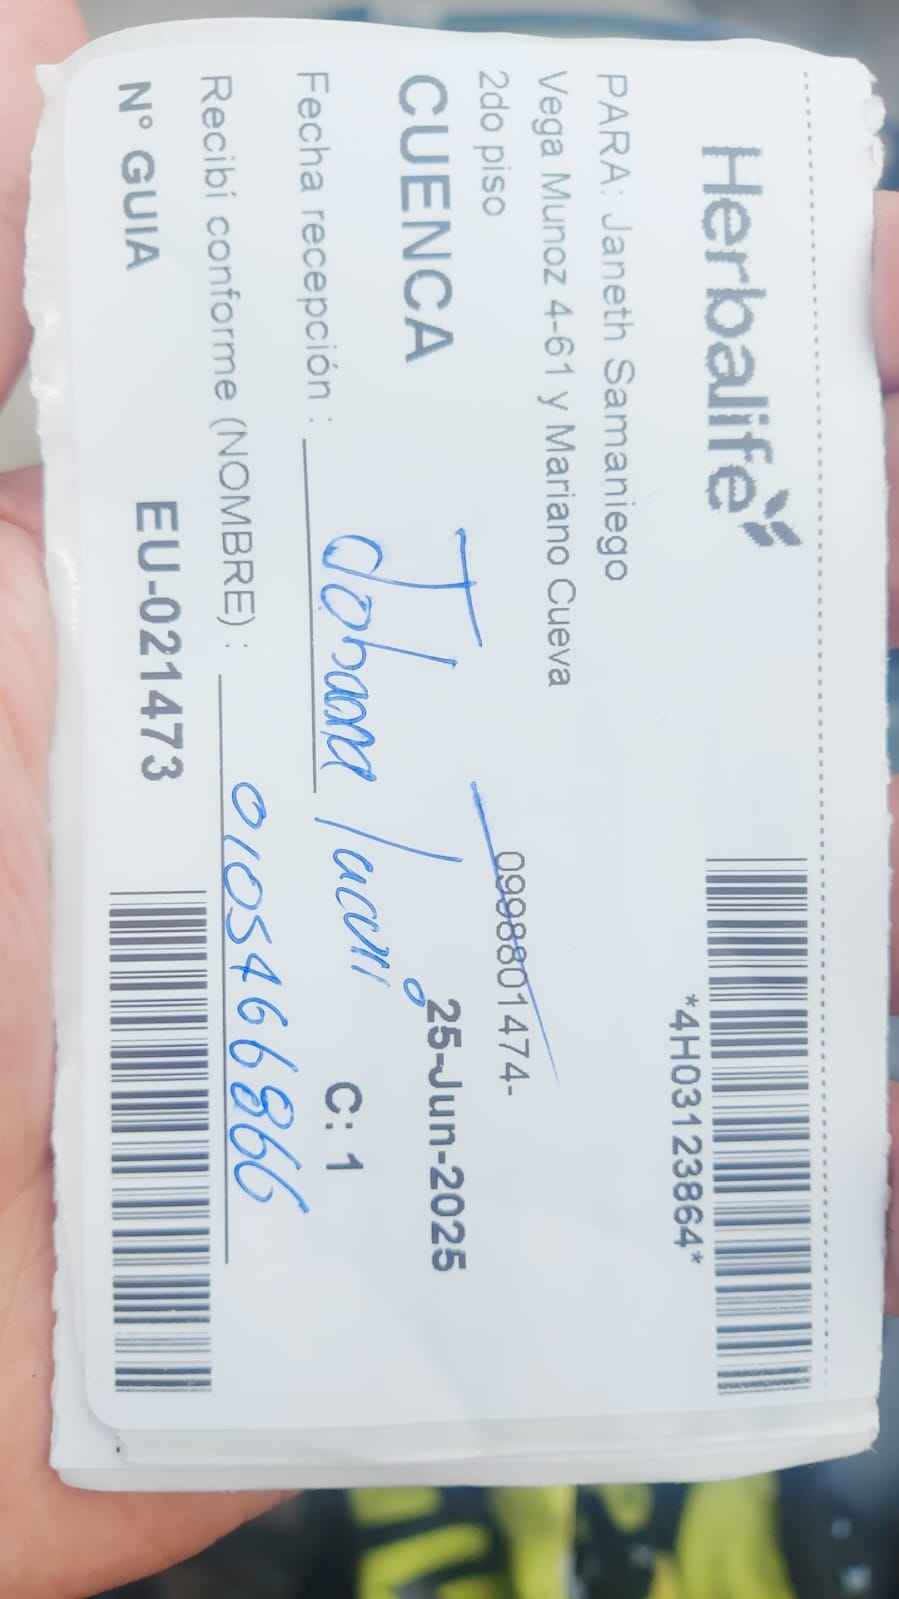 Herbalife
*4H03123864*
PARA: Janeth Samaniego
Vega Munoz 4-61 y Mariano Cueva
2do piso
0998801474-
CUENCA
25-Jun-2025
Fecha recepción :
Johana
C: 1
Recibí conforme (NOMBRE) :
0105466866
N° GUIA
EU-021473